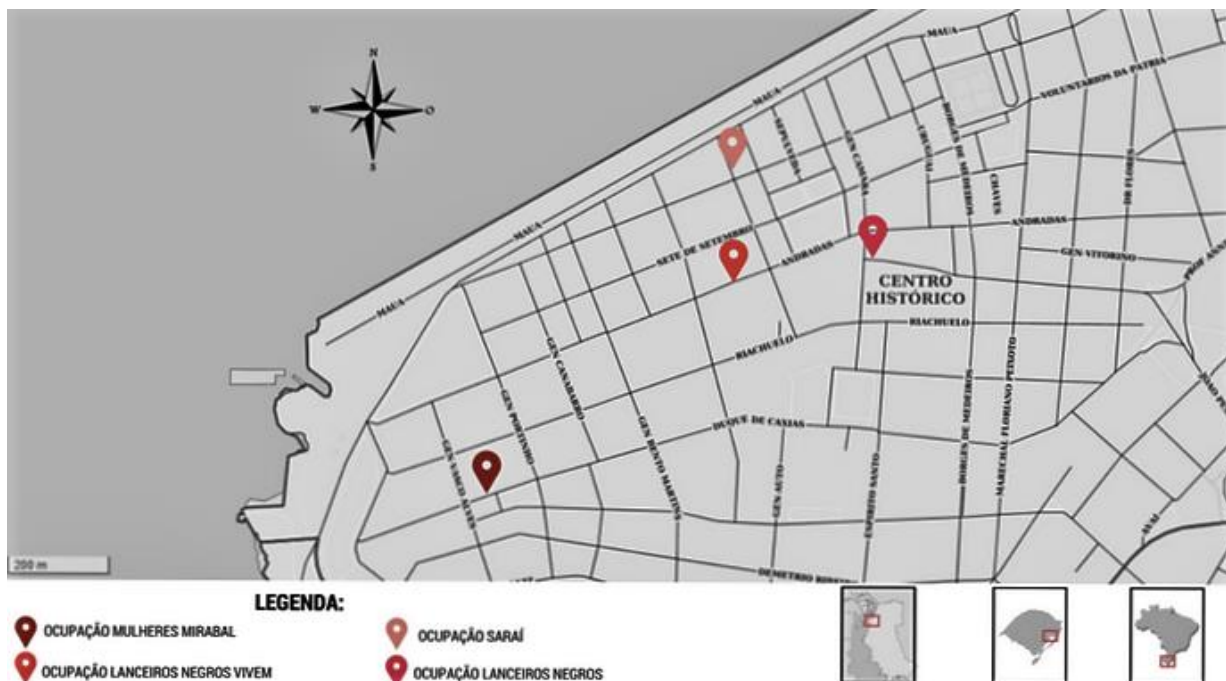 N
W
O
S
MAUA
MAUA
MAUA
MAUA
VOLUNTARIOS DA PATRIA
SEPULVEDA
GEN CAMARA
URUGUAI
BORGES DE MEDEIROS
CHAVES
DR FLORES
SETE DE SETEMBRO
ANDRADAS
ANDRADAS
GEN VITORINO
CENTRO
HISTÓRICO
RIACHUELO
RIACHUELO
GEN CANABARRO
GEN PORTINHO
GEN VASCO ALVES
GEN BENTO MARTINS
DUQUE DE CAXIAS
GEN AUTO
ESPIRITO SANTO
BORGES DE MEDEIROS
MARECHAL FLORIANO PEIXOTO
AVAI
DEMETRIO
200 m
LEGENDA:
OCUPAÇÃO MULHERES MIRABAL
OCUPAÇÃO SARAÍ
OCUPAÇÃO LANCEIROS NEGROS VIVEM
OCUPAÇÃO LANCEIROS NEGROS